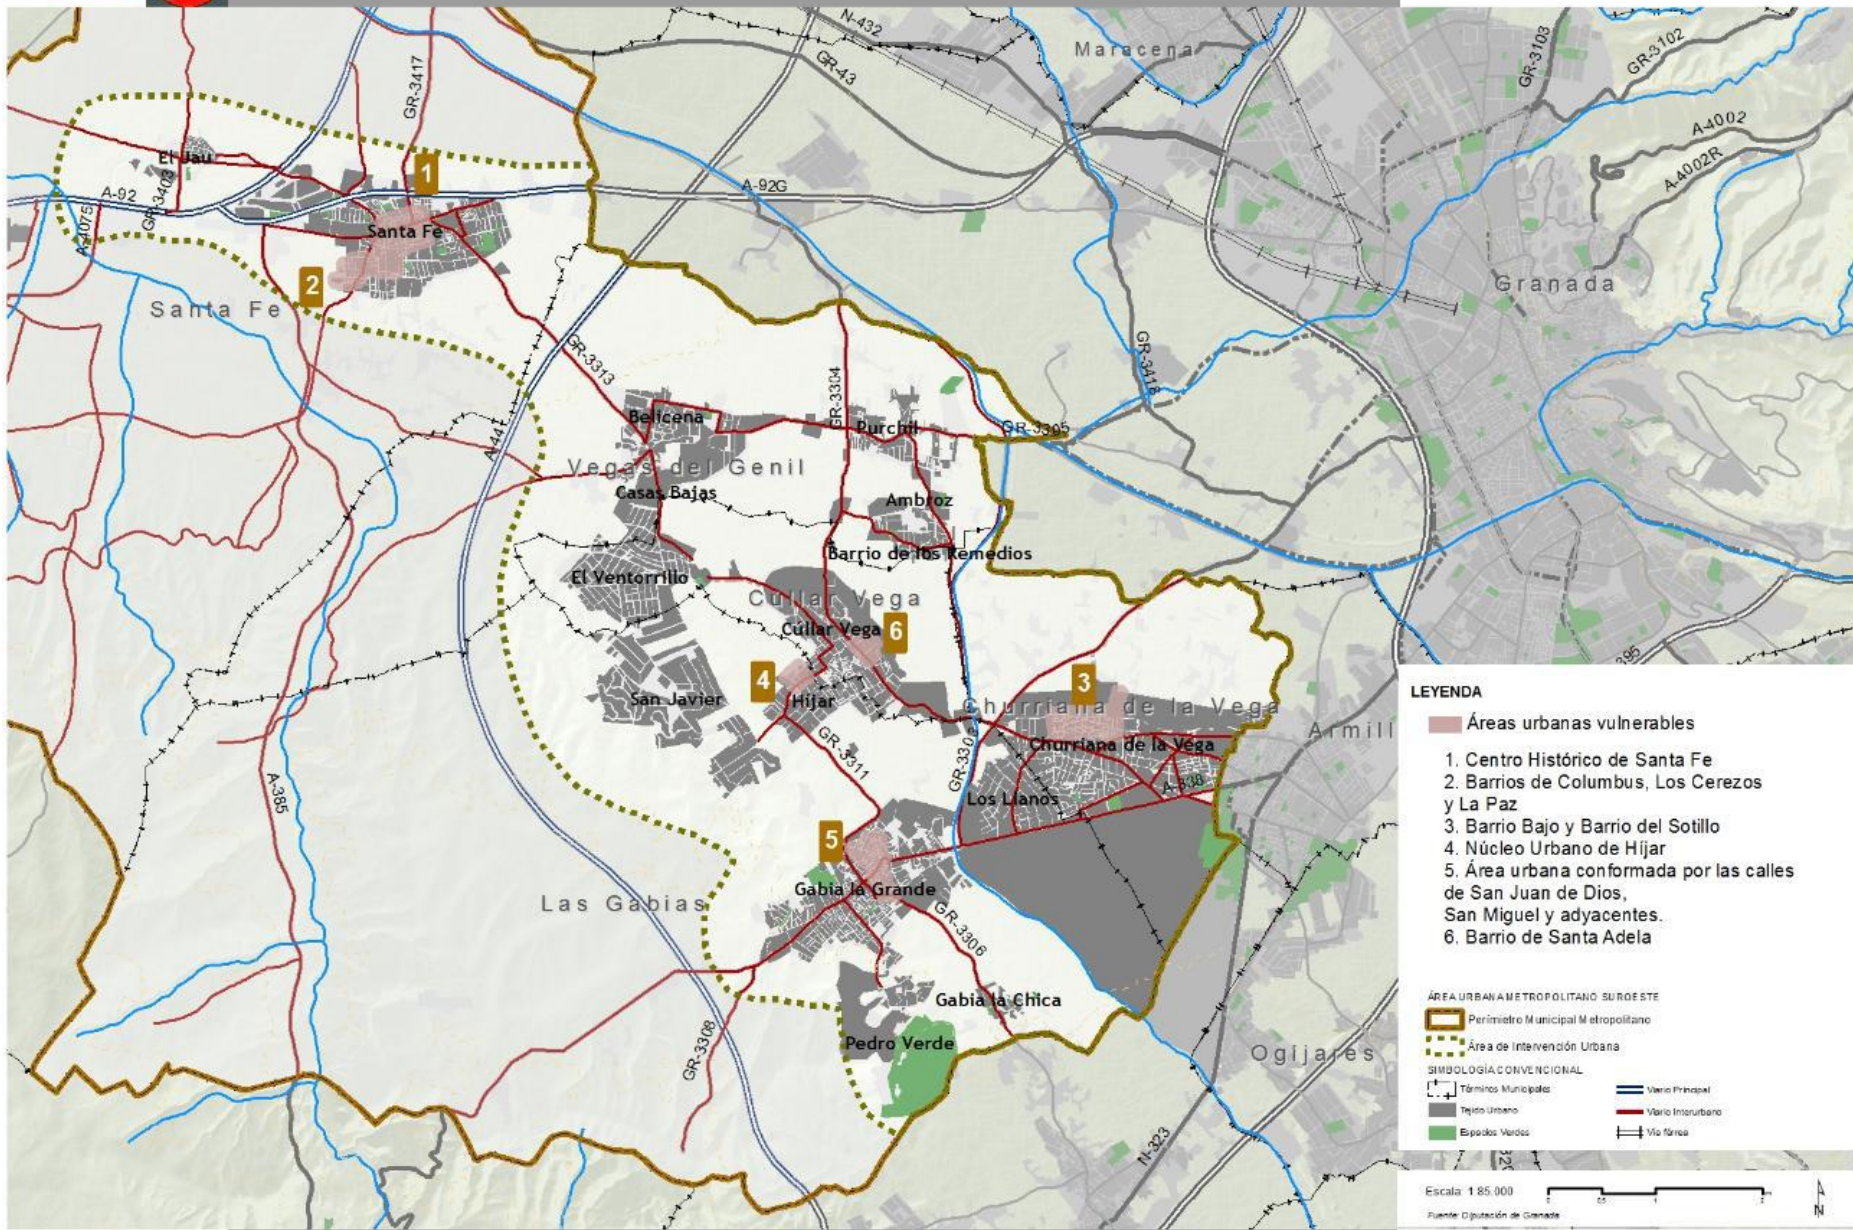 N-432
GR-43
Maracena
GR-3103
GR-3102
GR-3417
A-4002
A-4002R
El Jau
1
A-92
GR-3403
A-4075
A-92G
Santa Fe
2
Santa Fe
Granada
GR-3313
GR-3304
GR-3418
A-44
Belicena
Purchil
GR-3305
Vegas del Genil
Casas Bajas
Ambroz
Barrio de los Remedios
El Ventorrillo
Cúllar Vega
Cúllar Vega
6
4
3
San Javier
Híjar
Churriana de la Vega
Armill
GR-3311
GR-3303
Churriana de la Vega
A-385
A-338
Los Llanos
5
Gabia la Grande
Las Gabias
GR-3306
Gabia la Chica
Pedro Verde
GR-3308
Ogíjares
N-323
LEYENDA
Áreas urbanas vulnerables
1. Centro Histórico de Santa Fe
2. Barrios de Columbus, Los Cerezos
y La Paz
3. Barrio Bajo y Barrio del Sotillo
4. Núcleo Urbano de Híjar
5. Área urbana conformada por las calles
de San Juan de Dios,
San Miguel y adyacentes.
6. Barrio de Santa Adela
ÁREA URBANA METROPOLITANO SUROESTE
Perímietro Municipal Metropolitano
Área de Intervención Urbana
SIMBOLOGÍA CONVENCIONAL
Términos Municipales
Viario Principal
Tejido Urbano
Viario Interurbano
Espacios Verdes
Vía férrea
Escala: 1:85.000
N
Fuente: Diputación de Granada